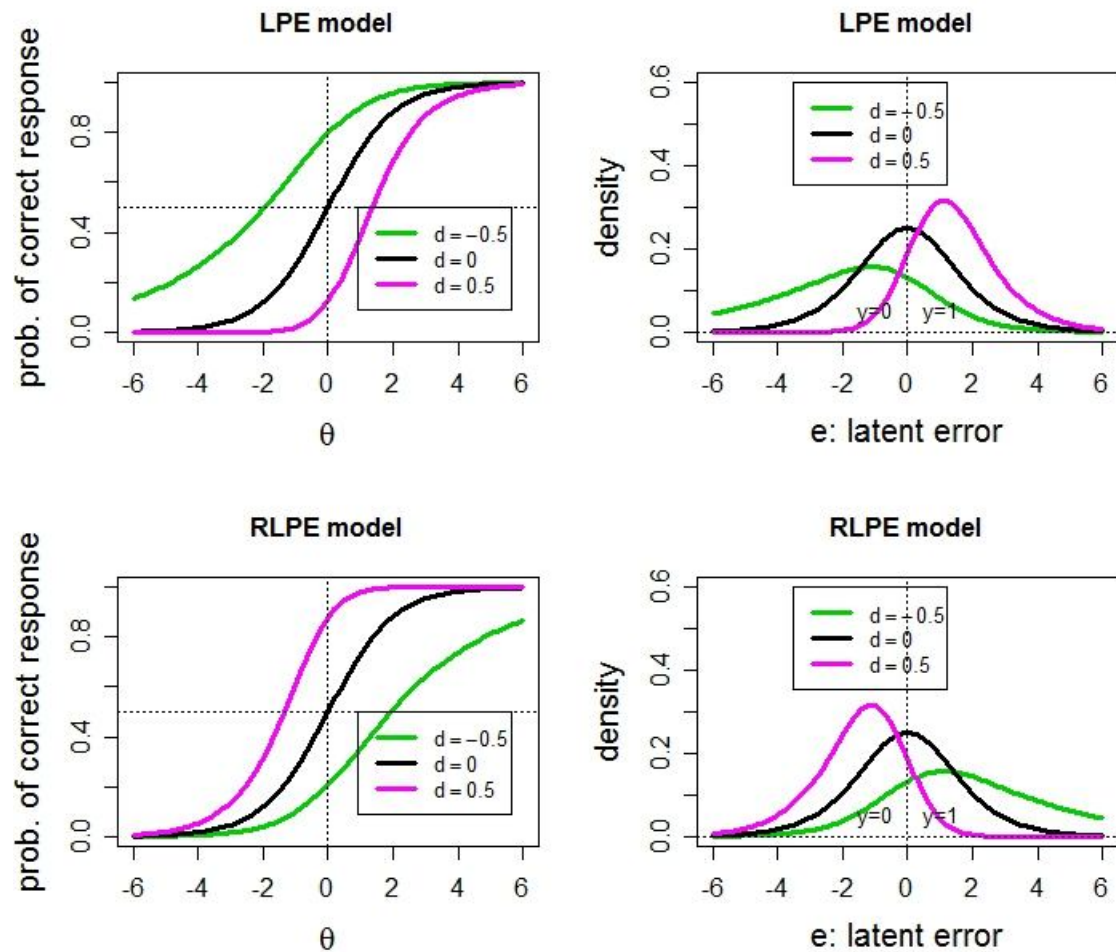 LPE model
prob. of correct response
0.0 0.4 0.8
d = −0.5
d = 0
d = 0.5
-6 -4 -2 0 2 4 6
θ
LPE model
density
0.0 0.2 0.4 0.6
d = −0.5
d = 0
d = 0.5
y=0 y=1
-6 -4 -2 0 2 4 6
e: latent error
RLPE model
prob. of correct response
0.0 0.4 0.8
d = −0.5
d = 0
d = 0.5
-6 -4 -2 0 2 4 6
θ
RLPE model
density
0.0 0.2 0.4 0.6
d = −0.5
d = 0
d = 0.5
y=0 y=1
-6 -4 -2 0 2 4 6
e: latent error